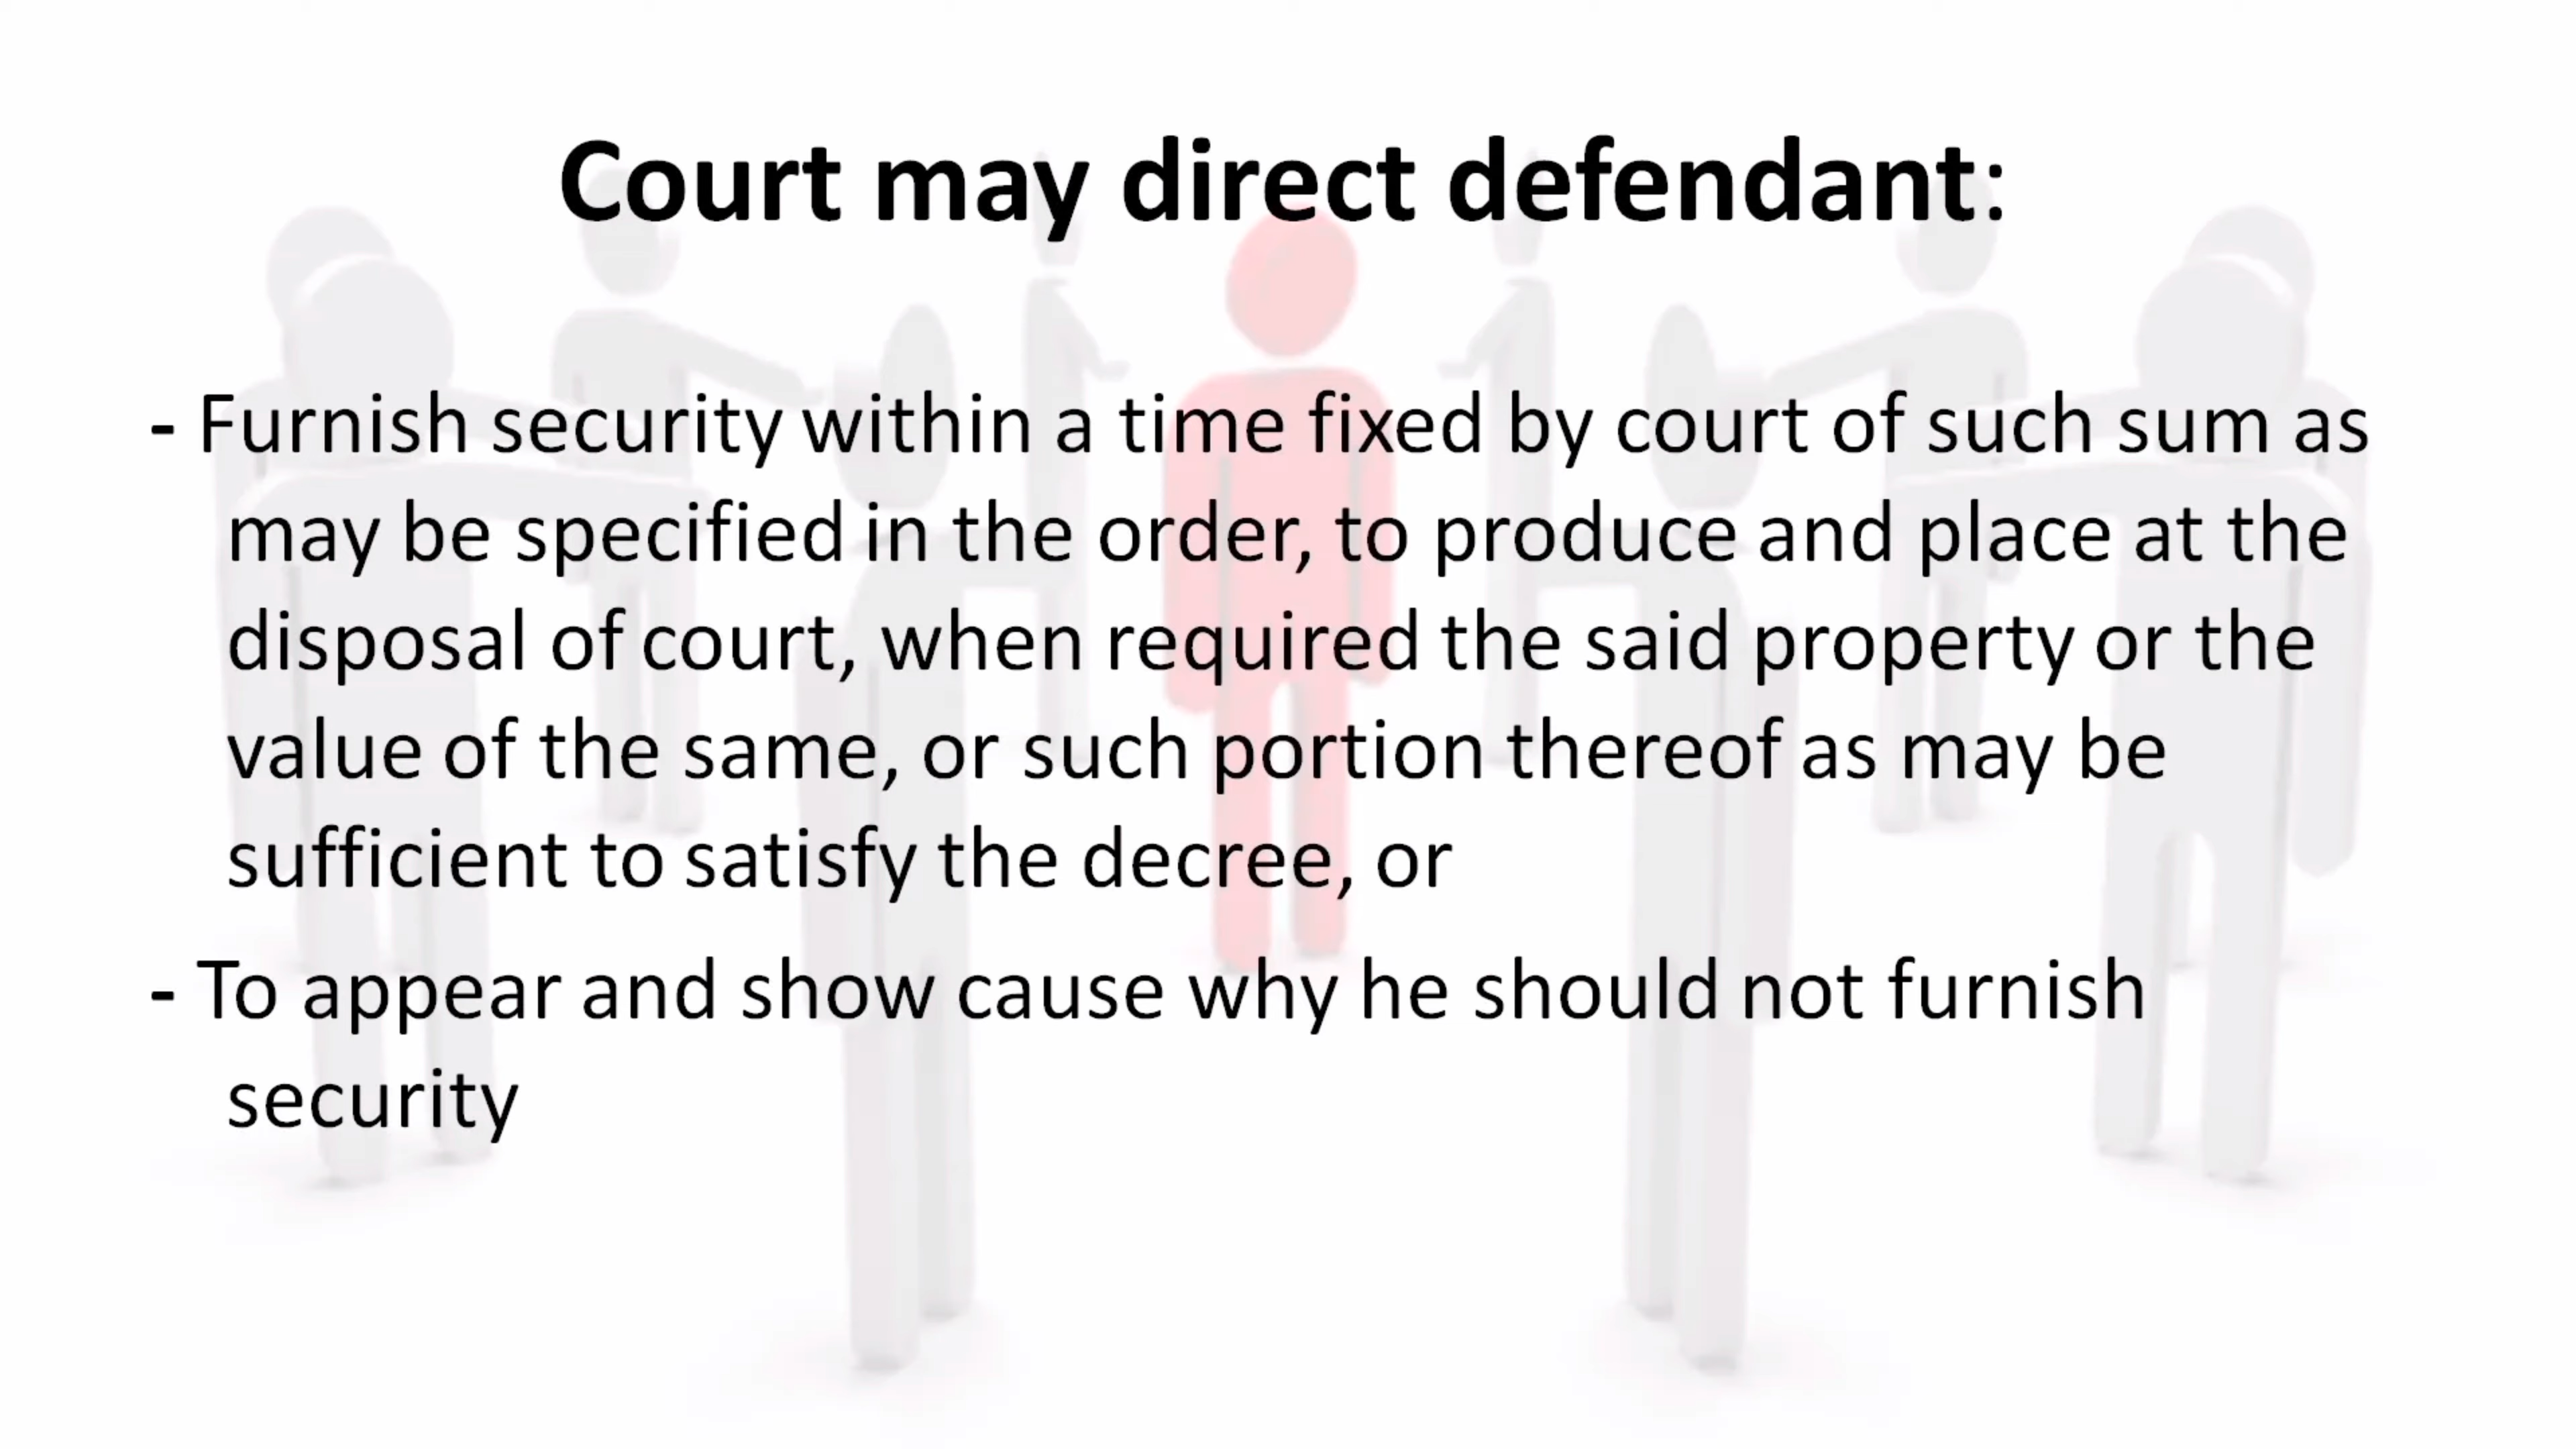 Court may direct defendant:
- Furnish security within a time fixed by court of such sum as
may be specified in the order, to produce and place at the
disposal of court, when required the said property or the
value of the same, or such portion thereof as may be
sufficient to satisfy the decree, or
- To appear and show cause why he should not furnish
security